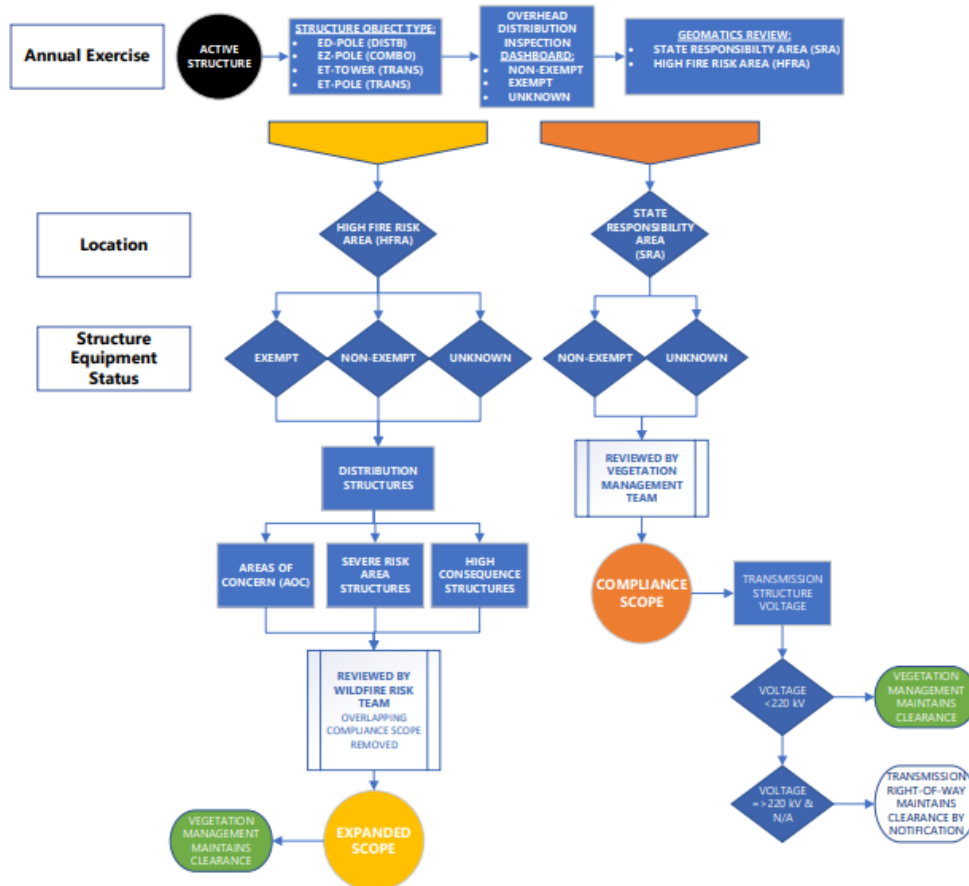 Annual Exercise
ACTIVE
STRUCTURE
STRUCTURE OBJECT TYPE:
• ED-POLE (DISTB)
• EZ-POLE (COMBO)
• ET-TOWER (TRANS)
• ET-POLE (TRANS)
OVERHEAD
DISTRIBUTION
INSPECTION
DASHBOARD:
• NON-EXEMPT
• EXEMPT
• UNKNOWN
GEOMATICS REVIEW:
• STATE RESPONSIBILTY AREA (SRA)
• HIGH FIRE RISK AREA (HFRA)
Location
HIGH FIRE RISK
AREA (HFRA)
STATE
RESPONSIBILITY
AREA
(SRA)
Structure
Equipment
Status
EXEMPT
NON-EXEMPT
UNKNOWN
NON-EXEMPT
UNKNOWN
DISTRIBUTION
STRUCTURES
REVIEWED BY
VEGETATION
MANAGEMENT
TEAM
AREAS OF
CONCERN (AOC)
SEVERE RISK
AREA
STRUCTURES
HIGH
CONSEQUENCE
STRUCTURES
COMPLIANCE
SCOPE
TRANSMISSION
STRUCTURE
VOLTAGE
REVIEWED BY
WILDFIRE RISK
TEAM
OVERLAPPING
COMPLIANCE SCOPE
REMOVED
VOLTAGE
<220 kV
VEGETATION
MANAGEMENT
MAINTAINS
CLEARANCE
VOLTAGE
=>220 kV &
N/A
TRANSMISSION
RIGHT-OF-WAY
MAINTAINS
CLEARANCE BY
NOTIFICATION
VEGETATION
MANAGEMENT
MAINTAINS
CLEARANCE
EXPANDED
SCOPE